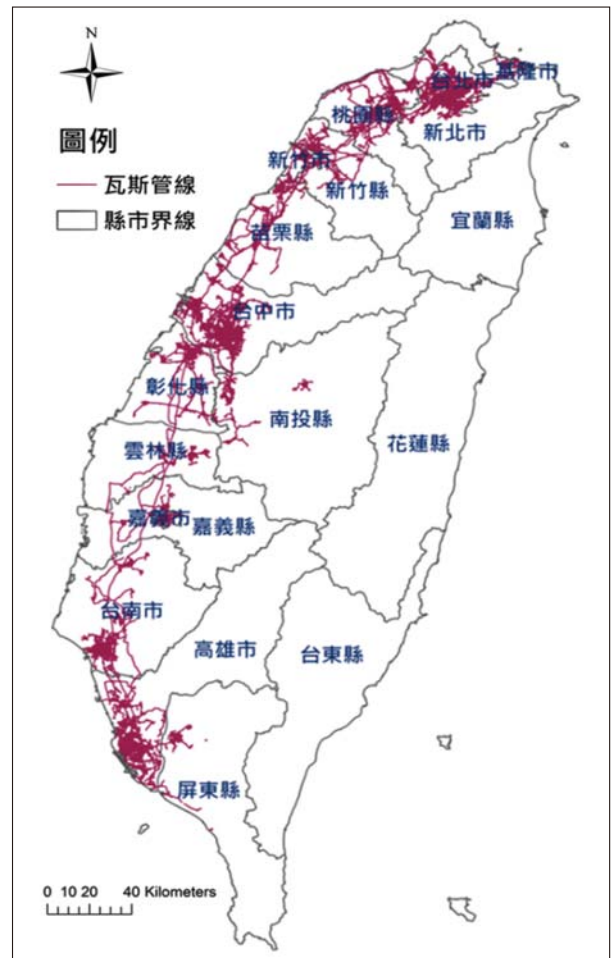 N
圖例
瓦斯管線
縣市界線
基隆市
台北市
桃園縣
新北市
新竹市
新竹縣
宜蘭縣
苗栗縣
台中市
彰化縣
南投縣
花蓮縣
雲林縣
嘉義市
嘉義縣
台南市
高雄市
台東縣
屏東縣
0 10 20 40 Kilometers